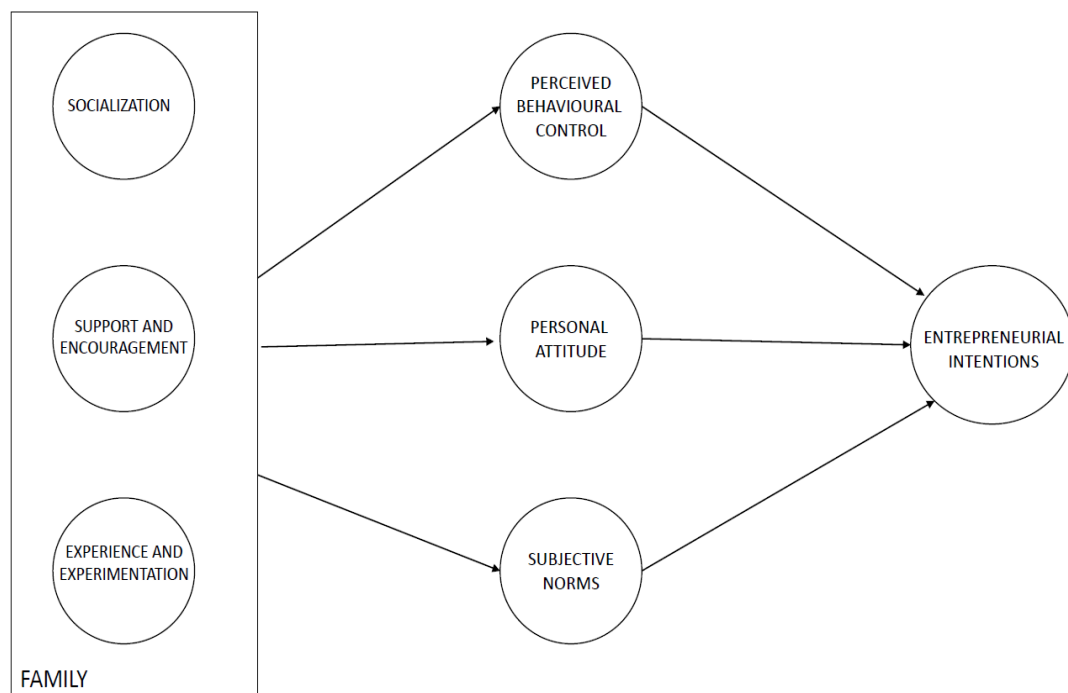 SOCIALIZATION
SUPPORT AND
ENCOURAGEMENT
EXPERIENCE AND
EXPERIMENTATION
FAMILY
PERCEIVED
BEHAVIOURAL
CONTROL
PERSONAL
ATTITUDE
SUBJECTIVE
NORMS
ENTREPRENEURIAL
INTENTIONS